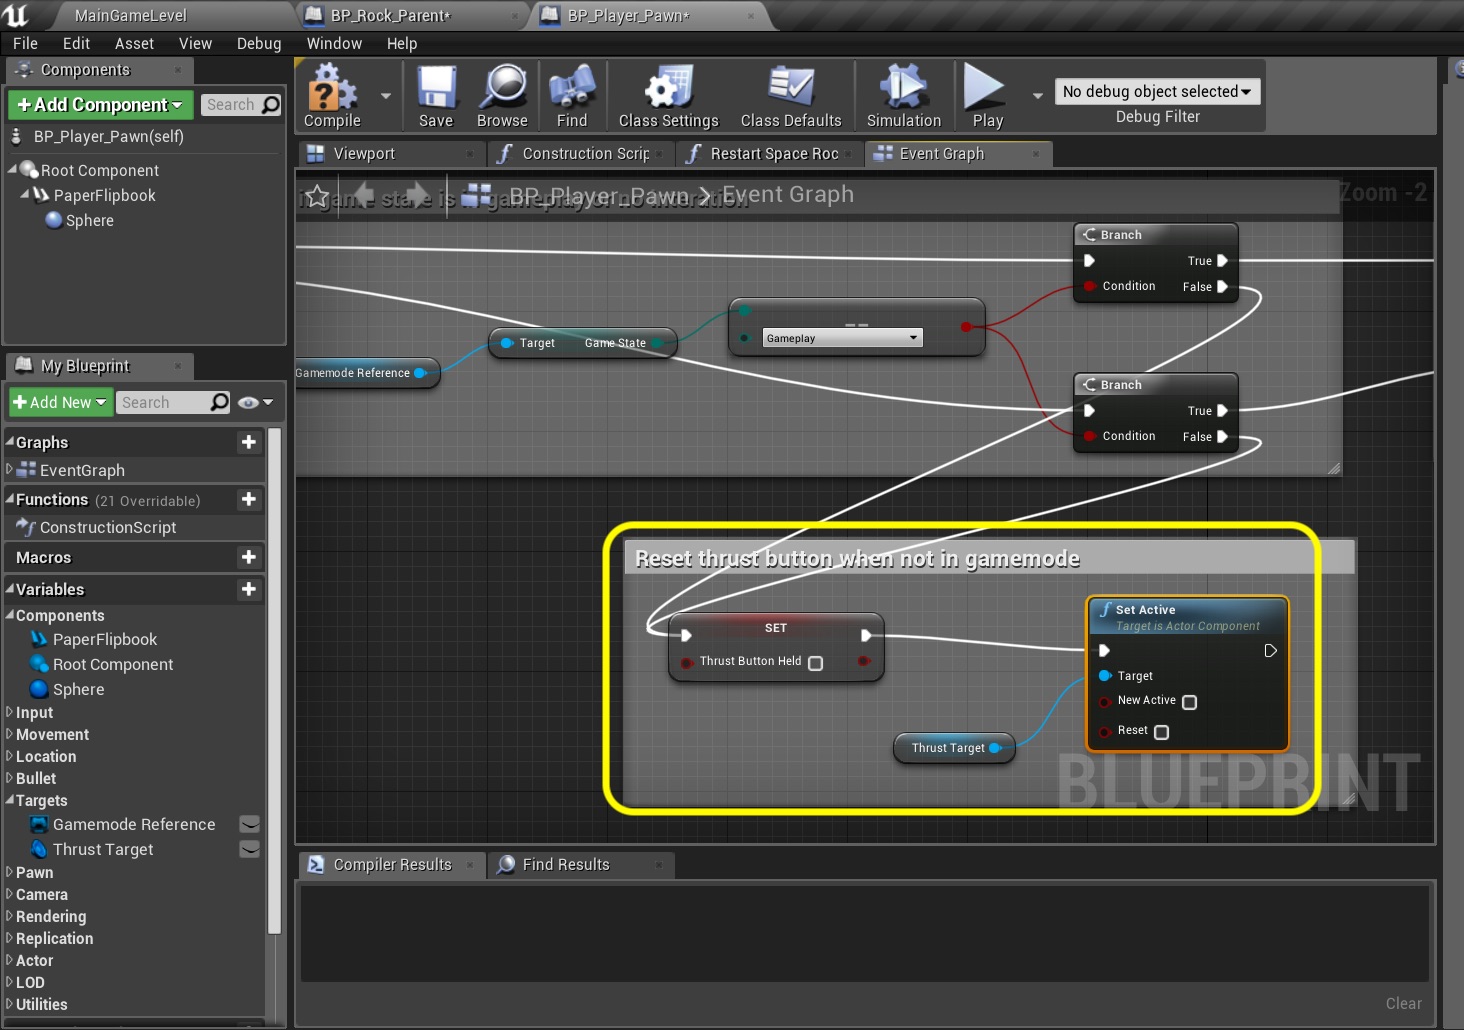 MainGameLevel
BP_Rock_Parent*
BP_Player_Pawn*
File Edit Asset View Debug Window Help
Components
+Add Component
Search
BP_Player_Pawn(self)
Root Component
PaperFlipbook
Sphere
Compile
Save
Browse
Find
Class Settings
Class Defaults
Simulation
Play
No debug object selected
Debug Filter
Viewport
Construction Scrip
Restart Space Roc
Event Graph
BP_Player_Pawn > Event Graph
Zoom -2
Branch
True
Condition
False
Target
Game State
==
Gameplay
Gamemode Reference
Branch
True
Condition
False
Reset thrust button when not in gamemode
SET
Thrust Button Held
Set Active
Target is Actor Component
Target
New Active
Reset
Thrust Target
BLUEPRINT
My Blueprint
+Add New
Search
Graphs
EventGraph
Functions (21 Overridable)
ConstructionScript
Macros
Variables
Components
PaperFlipbook
Root Component
Sphere
Input
Movement
Location
Bullet
Targets
Gamemode Reference
Thrust Target
Pawn
Camera
Rendering
Replication
Actor
LOD
Utilities
Compiler Results
Find Results
Clear